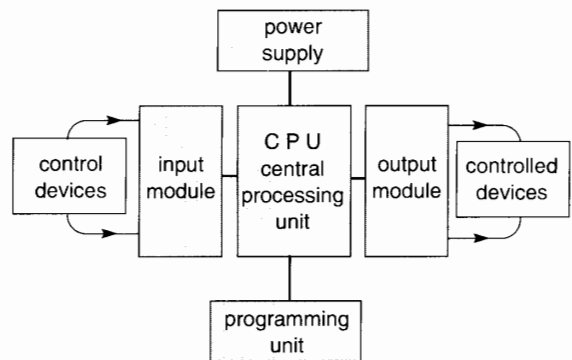 power
supply
control
devices
input
module
C P U
central
processing
unit
output
module
controlled
devices
programming
unit